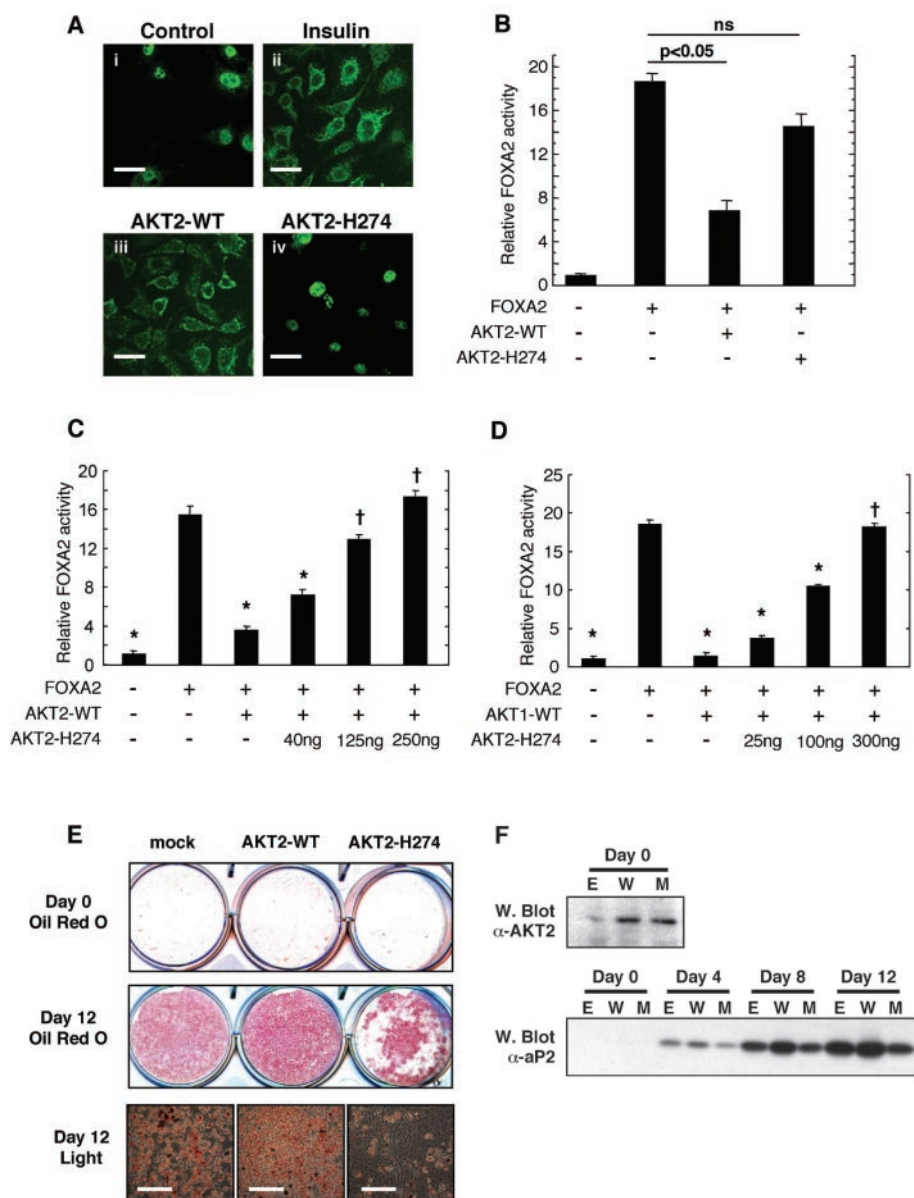 A
Control Insulin
i ii
AKT2-WT AKT2-H274
iii iv
B
ns
p<0.05
Relative FOXA2 activity
20
16
12
8
4
0
FOXA2 - + + +
AKT2-WT - - + -
AKT2-H274 - - - +
C
Relative FOXA2 activity
20
16
12
8
4
0
* * * † †
FOXA2 - + + + + +
AKT2-WT - - + + + +
AKT2-H274 - - - 40ng 125ng 250ng
D
Relative FOXA2 activity
25
20
15
10
5
0
* * * * †
FOXA2 - + + + + +
AKT1-WT - - + + + +
AKT2-H274 - - - 25ng 100ng 300ng
E
mock AKT2-WT AKT2-H274
Day 0
Oil Red O
Day 12
Oil Red O
Day 12
Light
F
Day 0
E W M
W. Blot
α-AKT2
Day 0 Day 4 Day 8 Day 12
E W M E W M E W M E W M
W. Blot
α-aP2